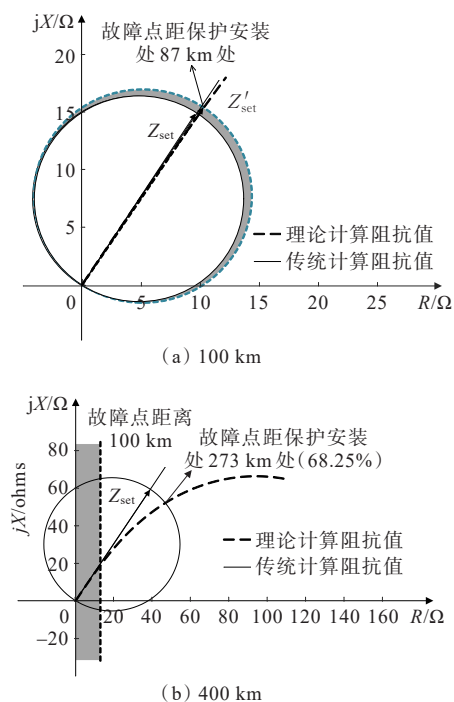 jX/Ω
故障点距保护安装
处 87 km 处
20
15
10
5
Z′set
Zset
理论计算阻抗值
传统计算阻抗值
0 5 10 15 20 25 R/Ω
(a) 100 km
jX/Ω
故障点距离
100 km
故障点距保护安装
处 273 km 处(68.25%)
jX/ohms
80
60
40
20
Zset
理论计算阻抗值
传统计算阻抗值
0 20 40 60 80 100 120 140 160 R/Ω
−20
(b) 400 km